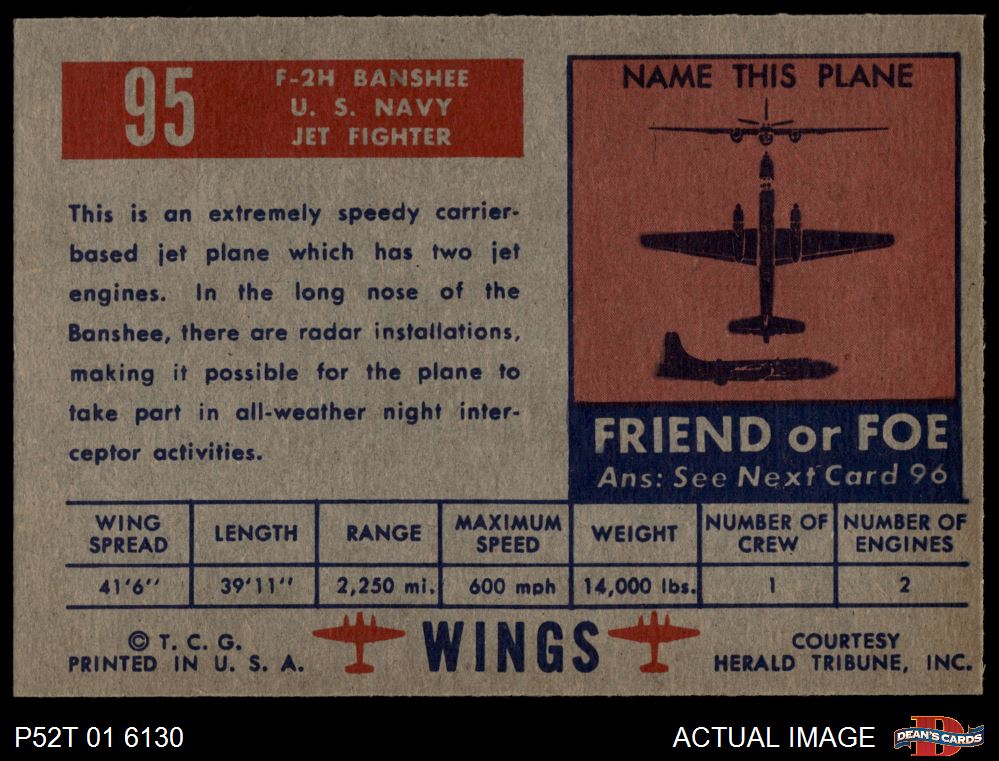 95
F-2H BANSHEE
U. S. NAVY
JET FIGHTER
This is an extremely speedy carrier-
based jet plane which has two jet
engines. In the long nose of the
Banshee, there are radar installations,
making it possible for the plane to
take part in all-weather night inter-
ceptor activities.
NAME THIS PLANE
FRIEND or FOE
Ans: See Next Card 96
WING SPREAD
LENGTH
RANGE
MAXIMUM SPEED
WEIGHT
NUMBER OF CREW
NUMBER OF ENGINES
41'6''
39'11''
2,250 mi.
600 mph
14,000 lbs.
1
2
© T. C. G.
PRINTED IN U. S. A.
WINGS
COURTESY
HERALD TRIBUNE, INC.
P52T 01 6130
ACTUAL IMAGE
DEAN'S CARDS